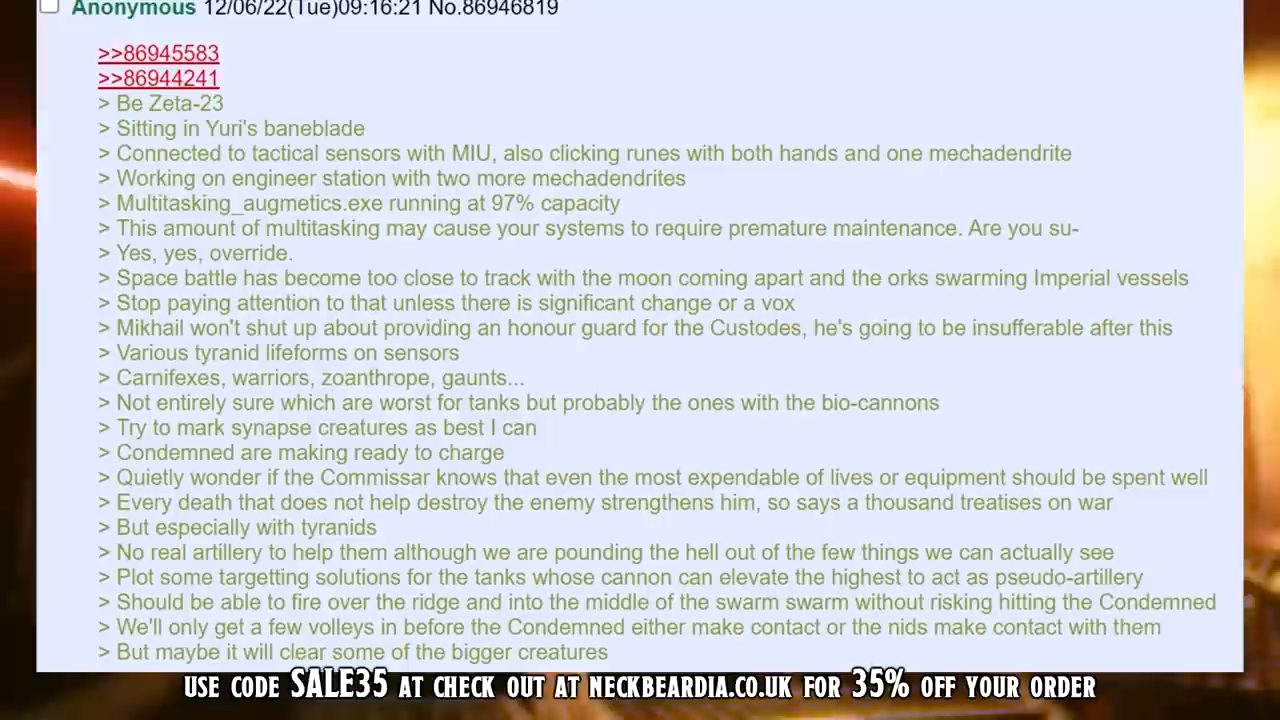 Anonymous 12/06/22(Tue)09:16:21 No.86946819
>>86945583
>>86944241
> Be Zeta-23
> Sitting in Yuri's baneblade
> Connected to tactical sensors with MIU, also clicking runes with both hands and one mechadendrite
> Working on engineer station with two more mechadendrites
> Multitasking_augmetics.exe running at 97% capacity
> This amount of multitasking may cause your systems to require premature maintenance. Are you su-
> Yes, yes, override.
> Space battle has become too close to track with the moon coming apart and the orks swarming Imperial vessels
> Stop paying attention to that unless there is significant change or a vox
> Mikhail won't shut up about providing an honour guard for the Custodes, he's going to be insufferable after this
> Various tyranid lifeforms on sensors
> Carnifexes, warriors, zoanthrope, gaunts...
> Not entirely sure which are worst for tanks but probably the ones with the bio-cannons
> Try to mark synapse creatures as best I can
> Condemned are making ready to charge
> Quietly wonder if the Commissar knows that even the most expendable of lives or equipment should be spent well
> Every death that does not help destroy the enemy strengthens him, so says a thousand treatises on war
> But especially with tyranids
> No real artillery to help them although we are pounding the hell out of the few things we can actually see
> Plot some targetting solutions for the tanks whose cannon can elevate the highest to act as pseudo-artillery
> Should be able to fire over the ridge and into the middle of the swarm swarm without risking hitting the Condemned
> We'll only get a few volleys in before the Condemned either make contact or the nids make contact with them
> But maybe it will clear some of the bigger creatures
USE CODE SALE35 AT CHECK OUT AT NECKBEARDIA.CO.UK FOR 35% OFF YOUR ORDER